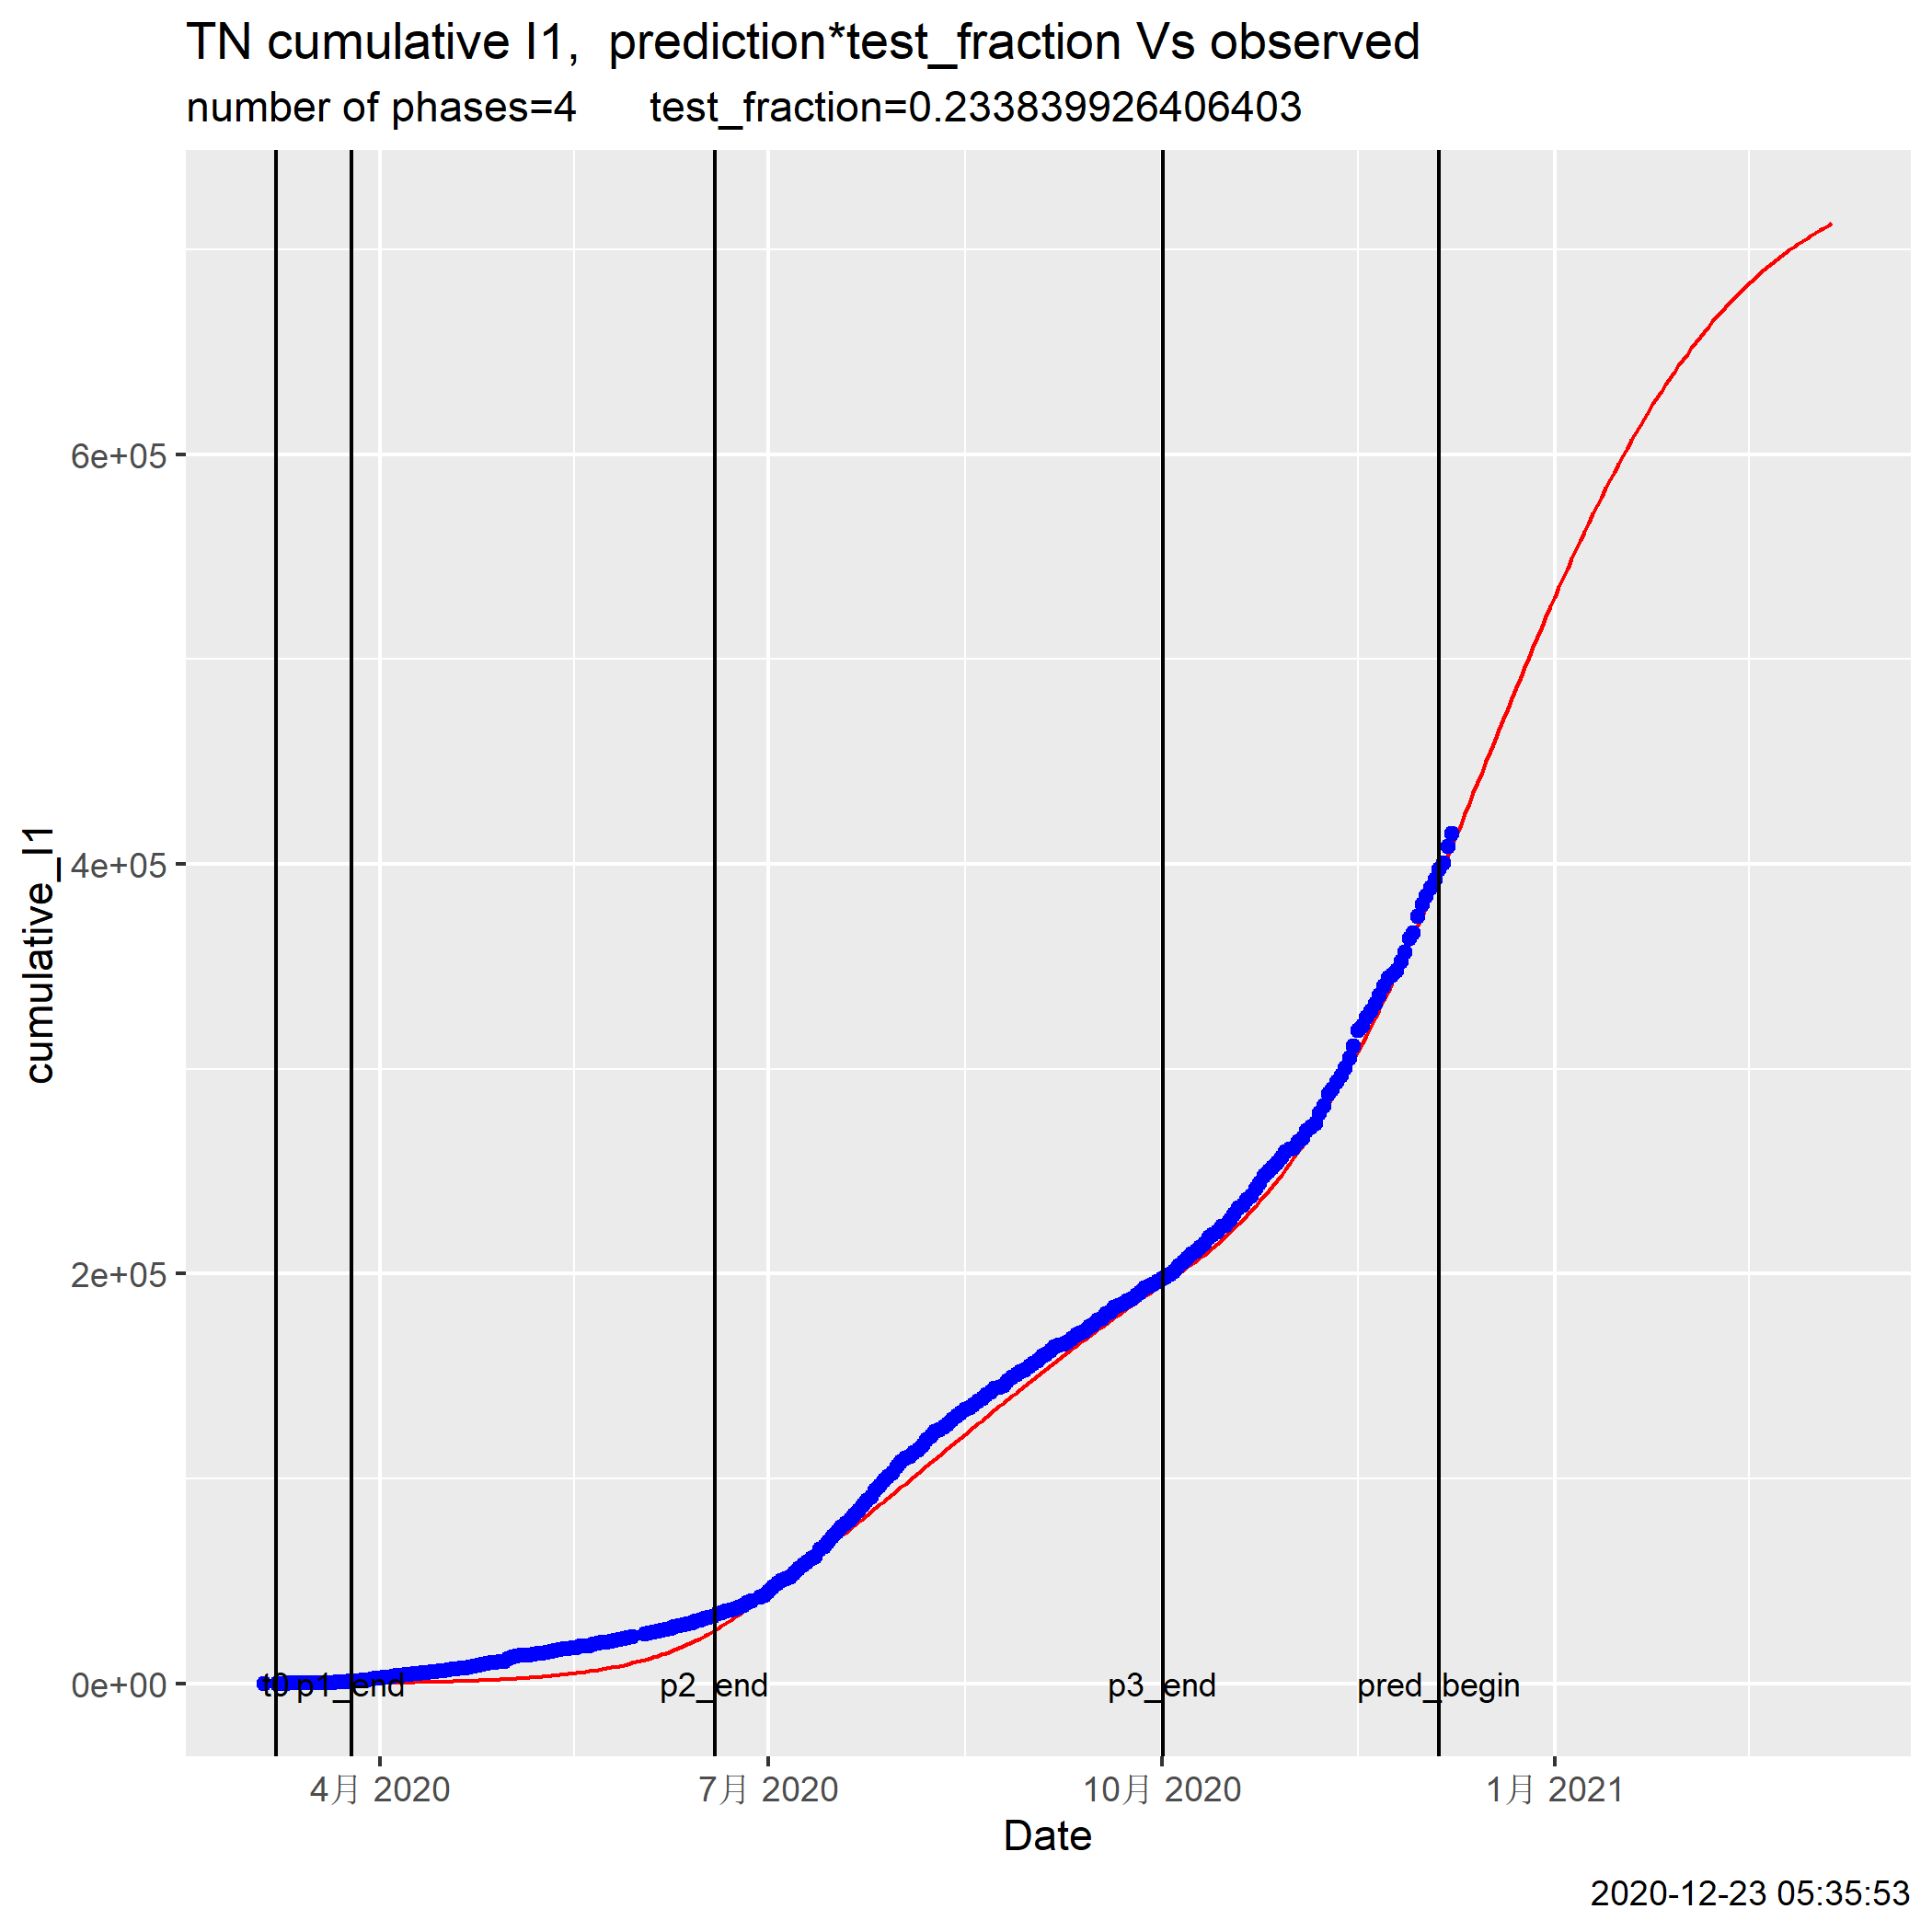 TN cumulative I1,  prediction*test_fraction Vs observed
number of phases=4      test_fraction=0.233839926406403
cumulative_I1
6e+05
4e+05
2e+05
0e+00
t0 p1_end p2_end p3_end pred_begin
4月 2020 7月 2020 10月 2020 1月 2021
Date
2020-12-23 05:35:53